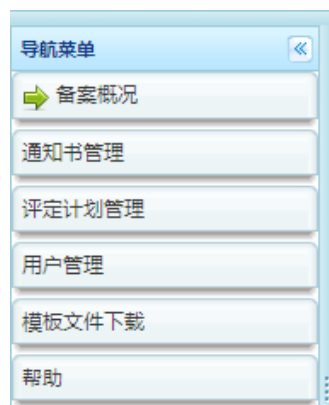 导航菜单
备案概况
通知书管理
评定计划管理
用户管理
模板文件下载
帮助